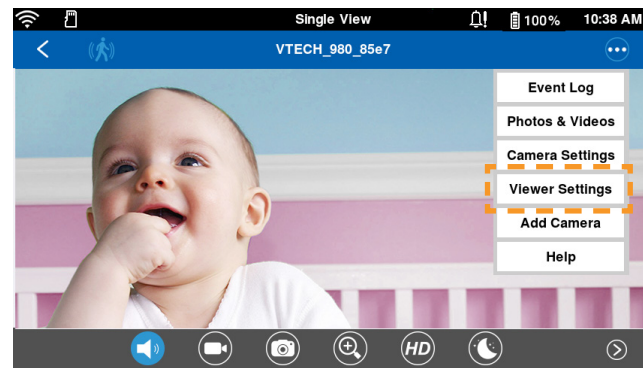 Single View
100%
10:38 AM
VTECH_980_85e7
Event Log
Photos & Videos
Camera Settings
Viewer Settings
Add Camera
Help
HD